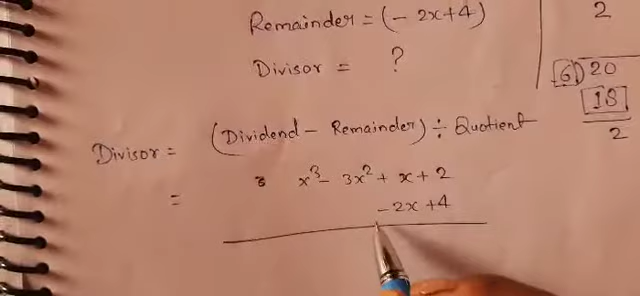 Remainder = (- 2x+4)
Divisor = ?
2
6) 20
18
2
Divisor = (Dividend - Remainder) ÷ Quotient
= x³- 3x² + x + 2
- 2x + 4